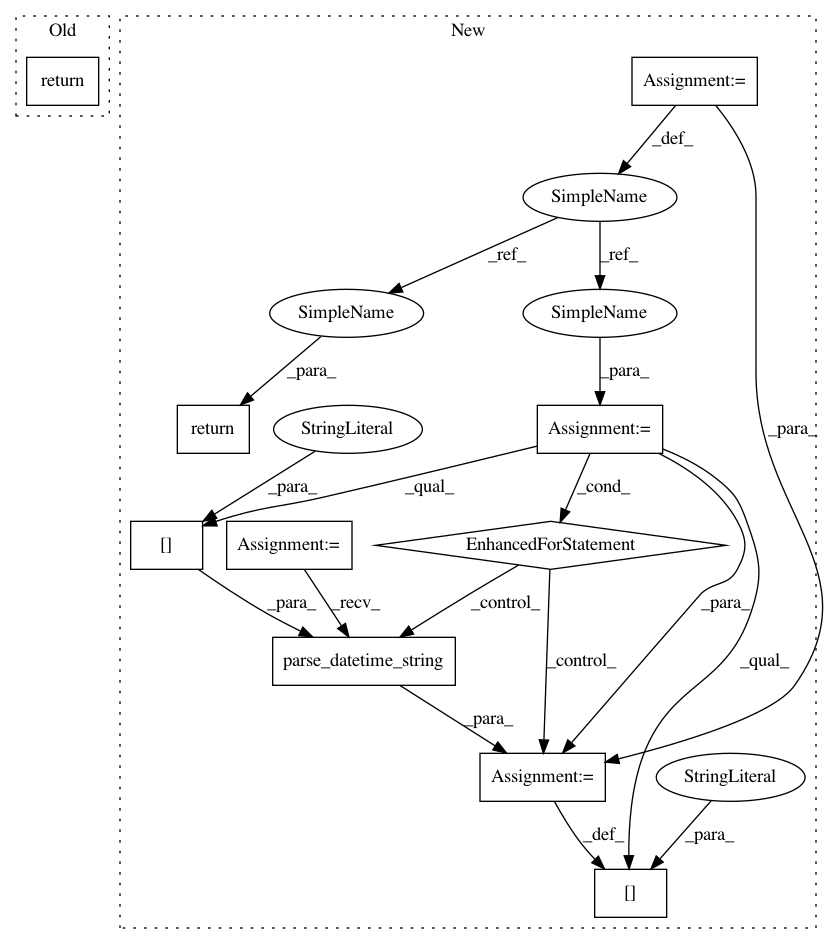 Old
New
return
Assignment:=
_def_
SimpleName
_ref_
_ref_
SimpleName
SimpleName
_para_
_para_
_para_
return
StringLiteral
Assignment:=
_para_
_qual_
_cond_
[]
Assignment:=
EnhancedForStatement
_para_
_recv_
_control_
_para_
parse_datetime_string
_control_
_qual_
_para_
Assignment:=
StringLiteral
_def_
_para_
[]